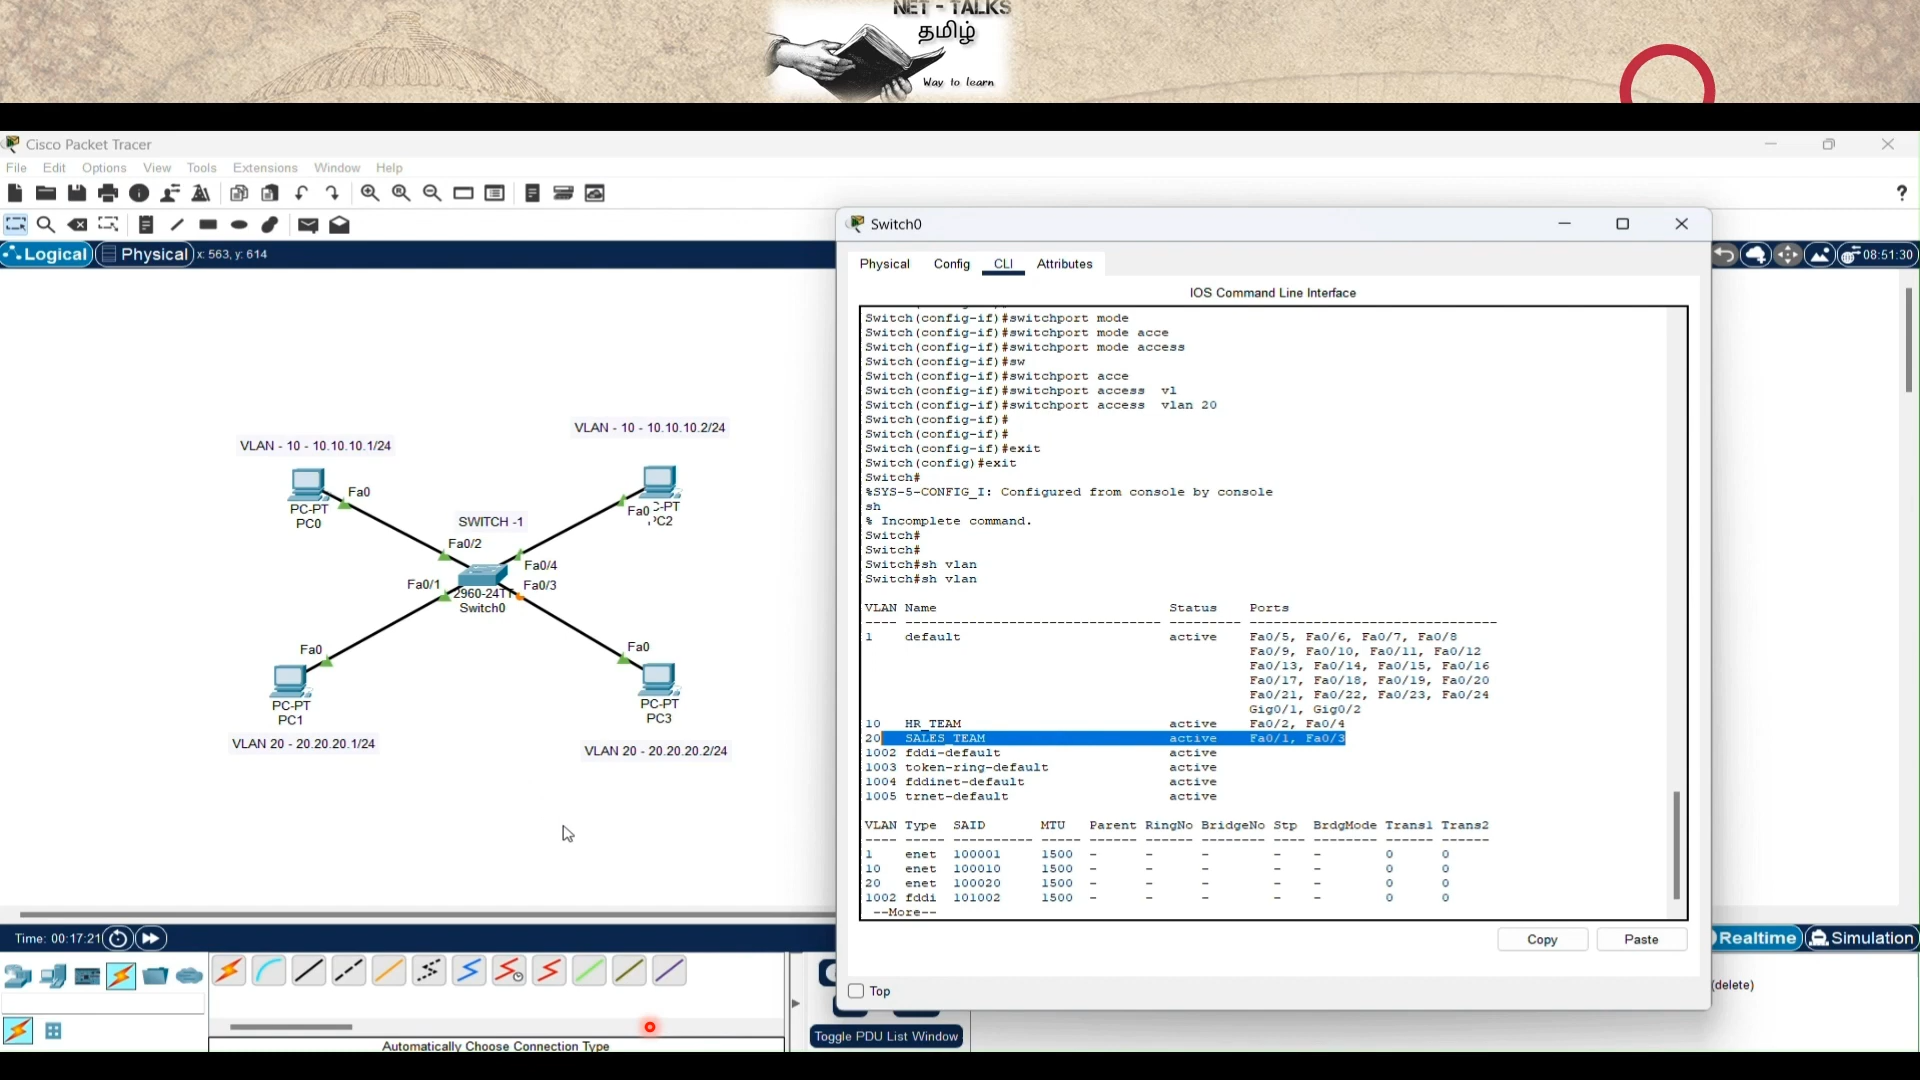 NET - TALKS
தமிழ்
Way to learn
Cisco Packet Tracer
File Edit Options View Tools Extensions Window Help
?
Logical Physical x: 563, y: 614
08:51:30
VLAN - 10 - 10.10.10.1/24
VLAN - 10 - 10.10.10.2/24
Fa0
PC-PT
PC0
Fa0
C-PT
PC2
SWITCH -1
Fa0/2
Fa0/4
Fa0/1
Fa0/3
2960-24TT
Switch0
Fa0
PC-PT
PC1
Fa0
PC-PT
PC3
VLAN 20 - 20.20.20.1/24
VLAN 20 - 20.20.20.2/24
Switch0
Physical Config CLI Attributes
IOS Command Line Interface
Switch(config-if)#switchport mode
Switch(config-if)#switchport mode acce
Switch(config-if)#switchport mode access
Switch(config-if)#sw
Switch(config-if)#switchport acce
Switch(config-if)#switchport access vl
Switch(config-if)#switchport access vlan 20
Switch(config-if)#
Switch(config-if)#
Switch(config-if)#exit
Switch(config)#exit
Switch#
%SYS-5-CONFIG_I: Configured from console by console
sh
% Incomplete command.
Switch#
Switch#
Switch#sh vlan
Switch#sh vlan
VLAN Name Status Ports
---- -------------------------------- --------- -------------------------------
1 default active Fa0/5, Fa0/6, Fa0/7, Fa0/8
Fa0/9, Fa0/10, Fa0/11, Fa0/12
Fa0/13, Fa0/14, Fa0/15, Fa0/16
Fa0/17, Fa0/18, Fa0/19, Fa0/20
Fa0/21, Fa0/22, Fa0/23, Fa0/24
Gig0/1, Gig0/2
10 HR_TEAM active Fa0/2, Fa0/4
20 SALES_TEAM active Fa0/1, Fa0/3
1002 fddi-default active
1003 token-ring-default active
1004 fddinet-default active
1005 trnet-default active
VLAN Type SAID MTU Parent RingNo BridgeNo Stp BrdgMode Trans1 Trans2
---- ----- ---------- ----- ------ ------ -------- ---- -------- ------ ------
1 enet 100001 1500 - - - - - 0 0
10 enet 100010 1500 - - - - - 0 0
20 enet 100020 1500 - - - - - 0 0
1002 fddi 101002 1500 - - - - - 0 0
--More--
Copy Paste
Top
Time: 00:17:21
Realtime Simulation
(delete)
Toggle PDU List Window
Automatically Choose Connection Type